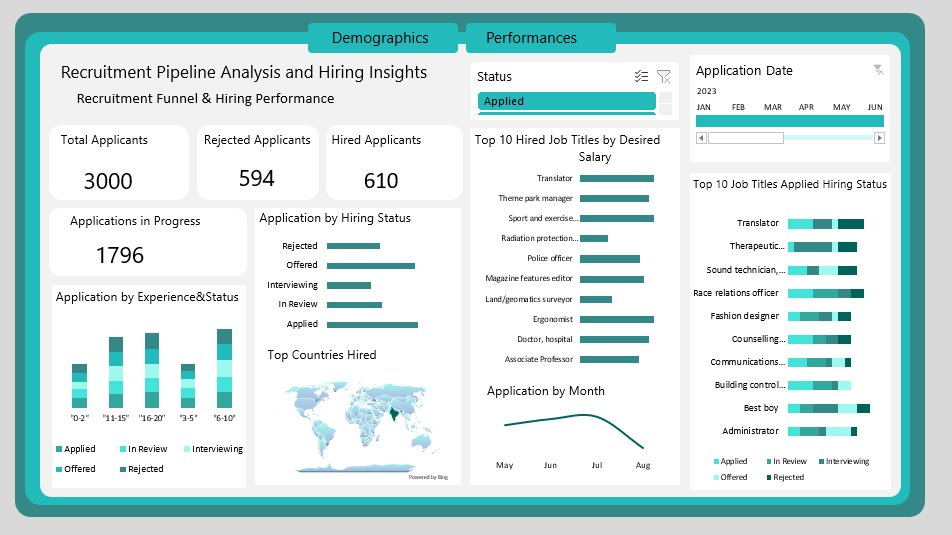 Demographics
Performances
Recruitment Pipeline Analysis and Hiring Insights
Recruitment Funnel & Hiring Performance
Total Applicants
3000
Rejected Applicants
594
Hired Applicants
610
Applications in Progress
1796
Application by Experience&Status
"0-2"
"11-15"
"16-20"
"3-5"
"6-10"
Applied
In Review
Interviewing
Offered
Rejected
Application by Hiring Status
Rejected
Offered
Interviewing
In Review
Applied
Top Countries Hired
Powered by Bing
Status
Applied
Top 10 Hired Job Titles by Desired
Salary
Translator
Theme park manager
Sport and exercise...
Radiation protection...
Police officer
Magazine features editor
Land/geomatics surveyor
Ergonomist
Doctor, hospital
Associate Professor
Application by Month
May
Jun
Jul
Aug
Application Date
2023
JAN
FEB
MAR
APR
MAY
JUN
Top 10 Job Titles Applied Hiring Status
Translator
Therapeutic...
Sound technician,...
Race relations officer
Fashion designer
Counselling...
Communications...
Building control...
Best boy
Administrator
Applied
In Review
Interviewing
Offered
Rejected